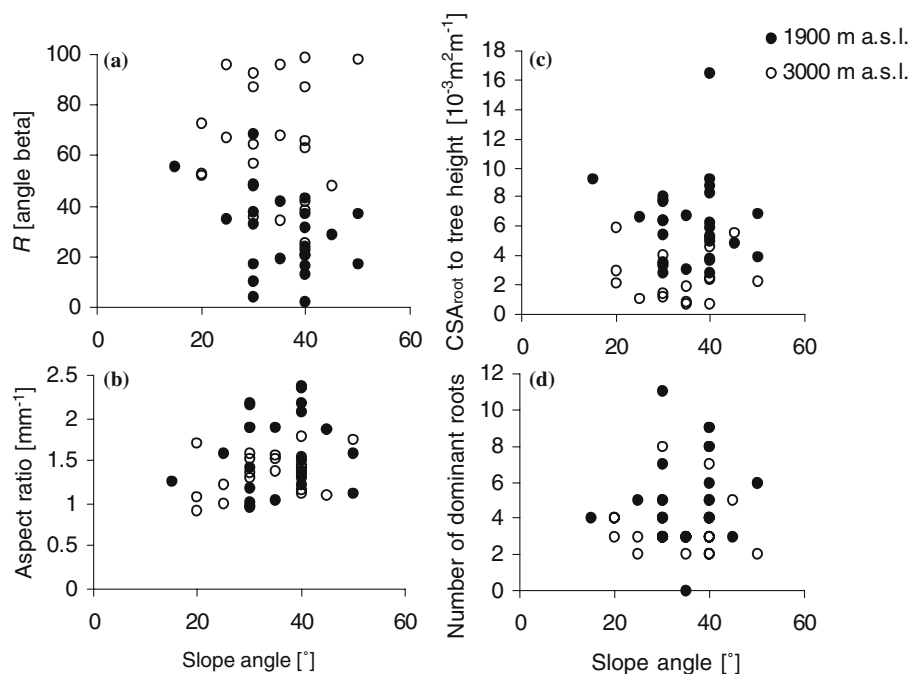 ● 1900 m a.s.l.
○ 3000 m a.s.l.
(a)
R [angle beta]
100
80
60
40
20
0
0 20 40 60
(c)
CSAroot to tree height [10⁻³m²m⁻¹]
18
16
14
12
10
8
6
4
2
0
0 20 40 60
(b)
Aspect ratio [mm⁻¹]
2.5
2
1.5
1
0.5
0
0 20 40 60
Slope angle [°]
(d)
Number of dominant roots
12
10
8
6
4
2
0
0 20 40 60
Slope angle [°]